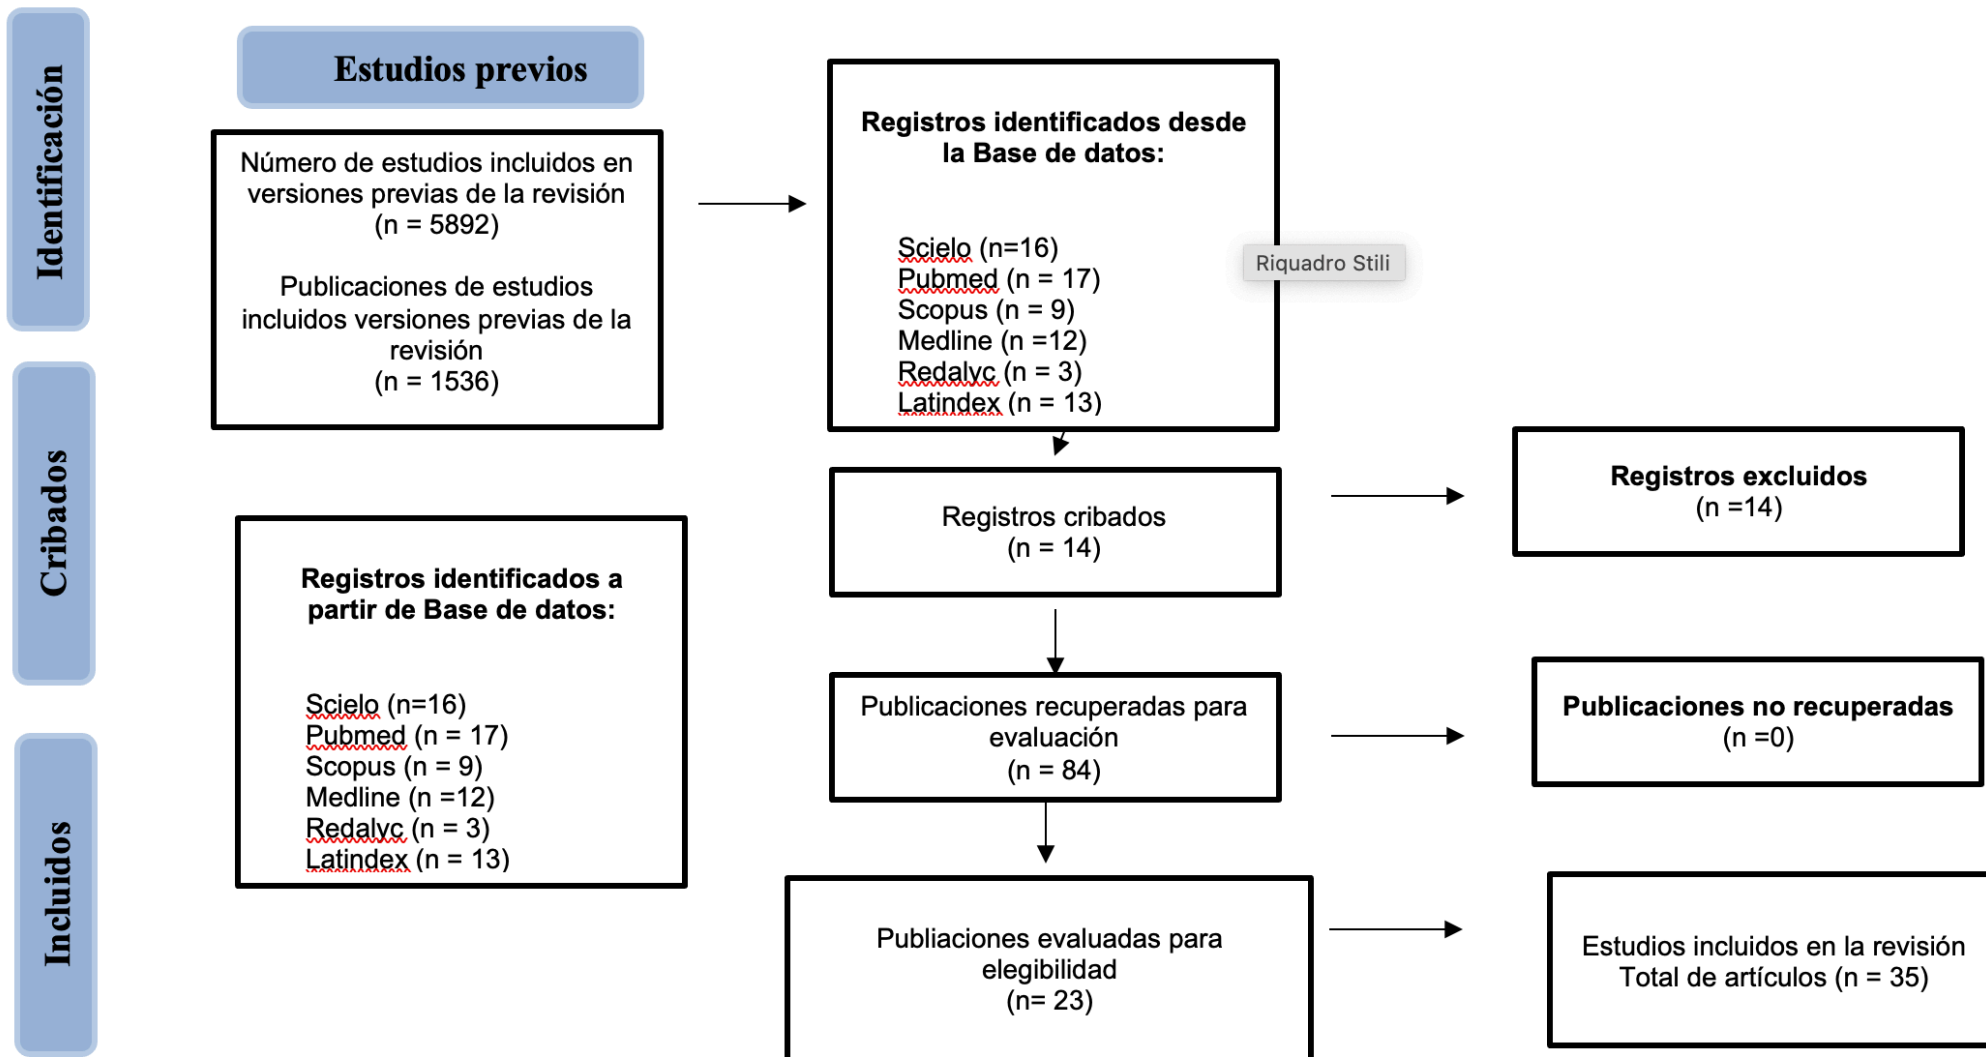 Identificación
Estudios previos
Número de estudios incluidos en
versiones previas de la revisión
(n = 5892)
Publicaciones de estudios
incluidos versiones previas de la
revisión
(n = 1536)
Registros identificados desde
la Base de datos:
Scielo (n=16)
Pubmed (n = 17)
Scopus (n = 9)
Medline (n =12)
Redalyc (n = 3)
Latindex (n = 13)
Riquadro Stili
Cribados
Registros identificados a
partir de Base de datos:
Scielo (n=16)
Pubmed (n = 17)
Scopus (n = 9)
Medline (n =12)
Redalyc (n = 3)
Latindex (n = 13)
Registros cribados
(n = 14)
Registros excluidos
(n =14)
Publicaciones recuperadas para
evaluación
(n = 84)
Publicaciones no recuperadas
(n =0)
Incluidos
Publiaciones evaluadas para
elegibilidad
(n= 23)
Estudios incluidos en la revisión
Total de artículos (n = 35)